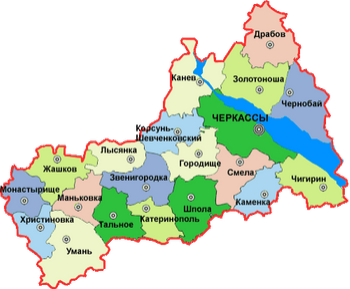 Драбов
Канев
Золотоноша
Чернобай
ЧЕРКАССЫ
Корсунь-
Шевченковский
Лысянка
Городище
Жашков
Смела
Чигирин
Звенигородка
Монастырище
Маньковка
Каменка
Шпола
Христиновка
Тальное
Катеринополь
Умань